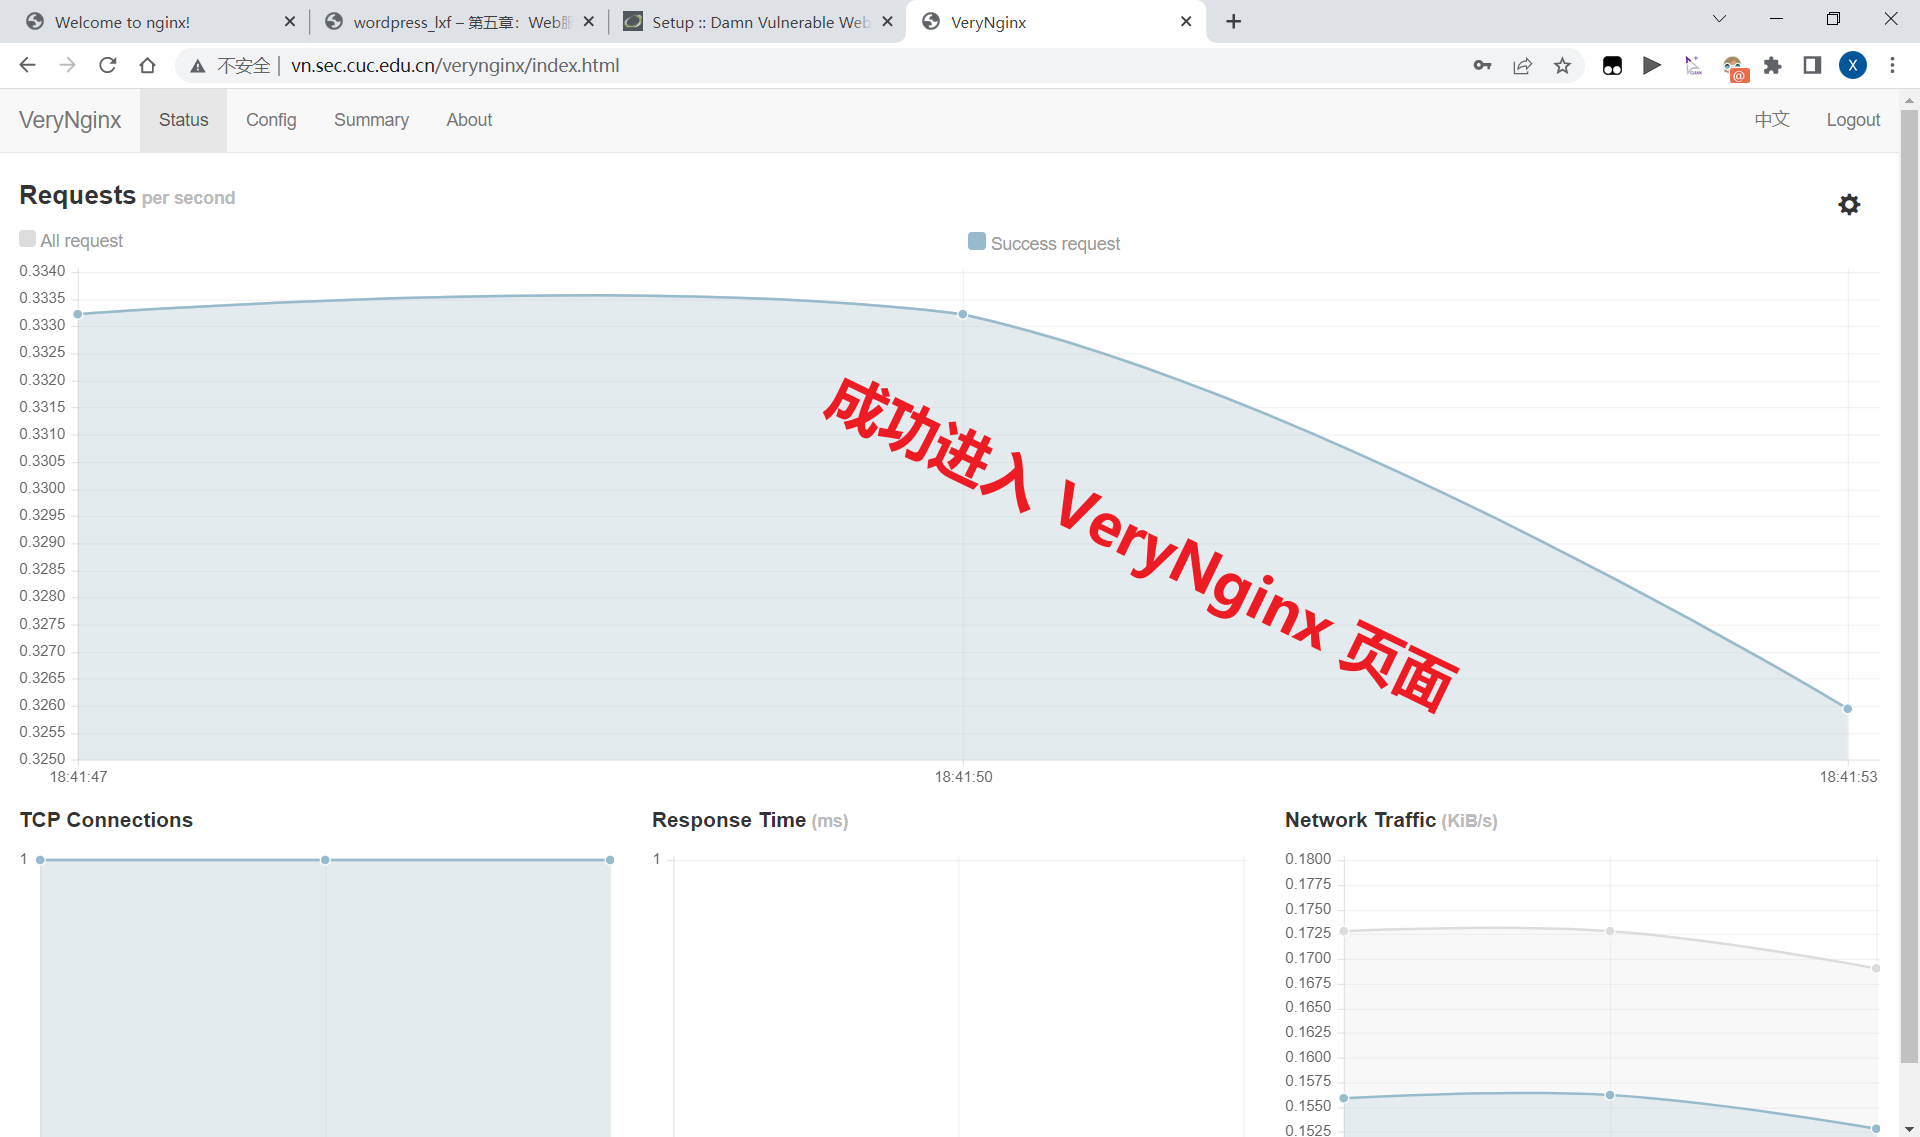 Welcome to nginx!
wordpress_lxf – 第五章：Web服
Setup :: Damn Vulnerable Web
VeryNginx
不安全 | vn.sec.cuc.edu.cn/verynginx/index.html
@
X
VeryNginx Status Config Summary About 中文 Logout
Requests per second
All request Success request
0.3340
0.3335
0.3330
0.3325
0.3320
0.3315
0.3310
0.3305
0.3300
0.3295
0.3290
0.3285
0.3280
0.3275
0.3270
0.3265
0.3260
0.3255
0.3250
18:41:47 18:41:50 18:41:53
成功进入 VeryNginx 页面
TCP Connections
1
Response Time (ms)
1
Network Traffic (KiB/s)
0.1800
0.1775
0.1750
0.1725
0.1700
0.1675
0.1650
0.1625
0.1600
0.1575
0.1550
0.1525